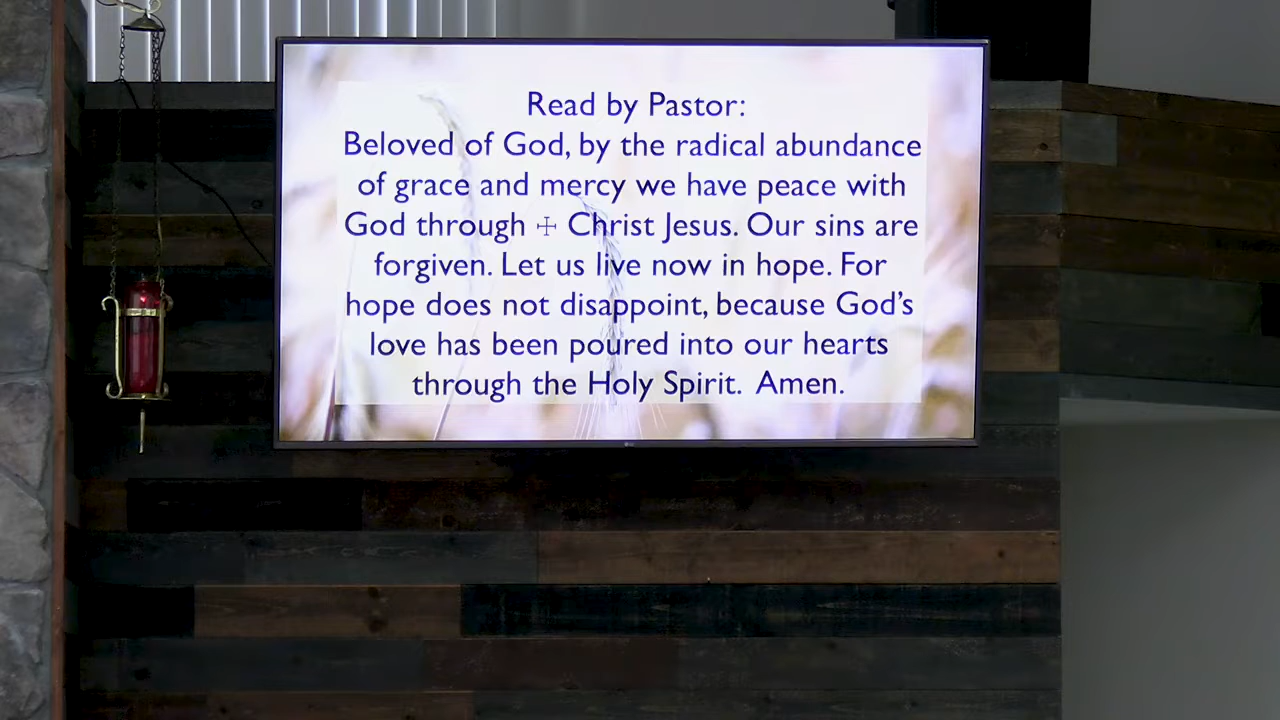 Read by Pastor:
Beloved of God, by the radical abundance
of grace and mercy we have peace with
God through ☩ Christ Jesus. Our sins are
forgiven. Let us live now in hope. For
hope does not disappoint, because God's
love has been poured into our hearts
through the Holy Spirit.  Amen.